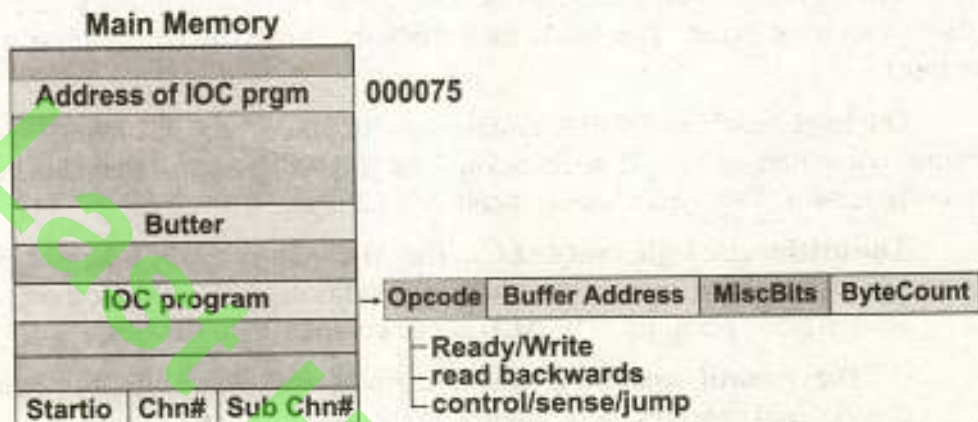 Main Memory
Address of IOC prgm 000075
Butter
IOC program Opcode Buffer Address MiscBits ByteCount
Ready/Write
read backwards
control/sense/jump
Startio Chn# Sub Chn#
Last